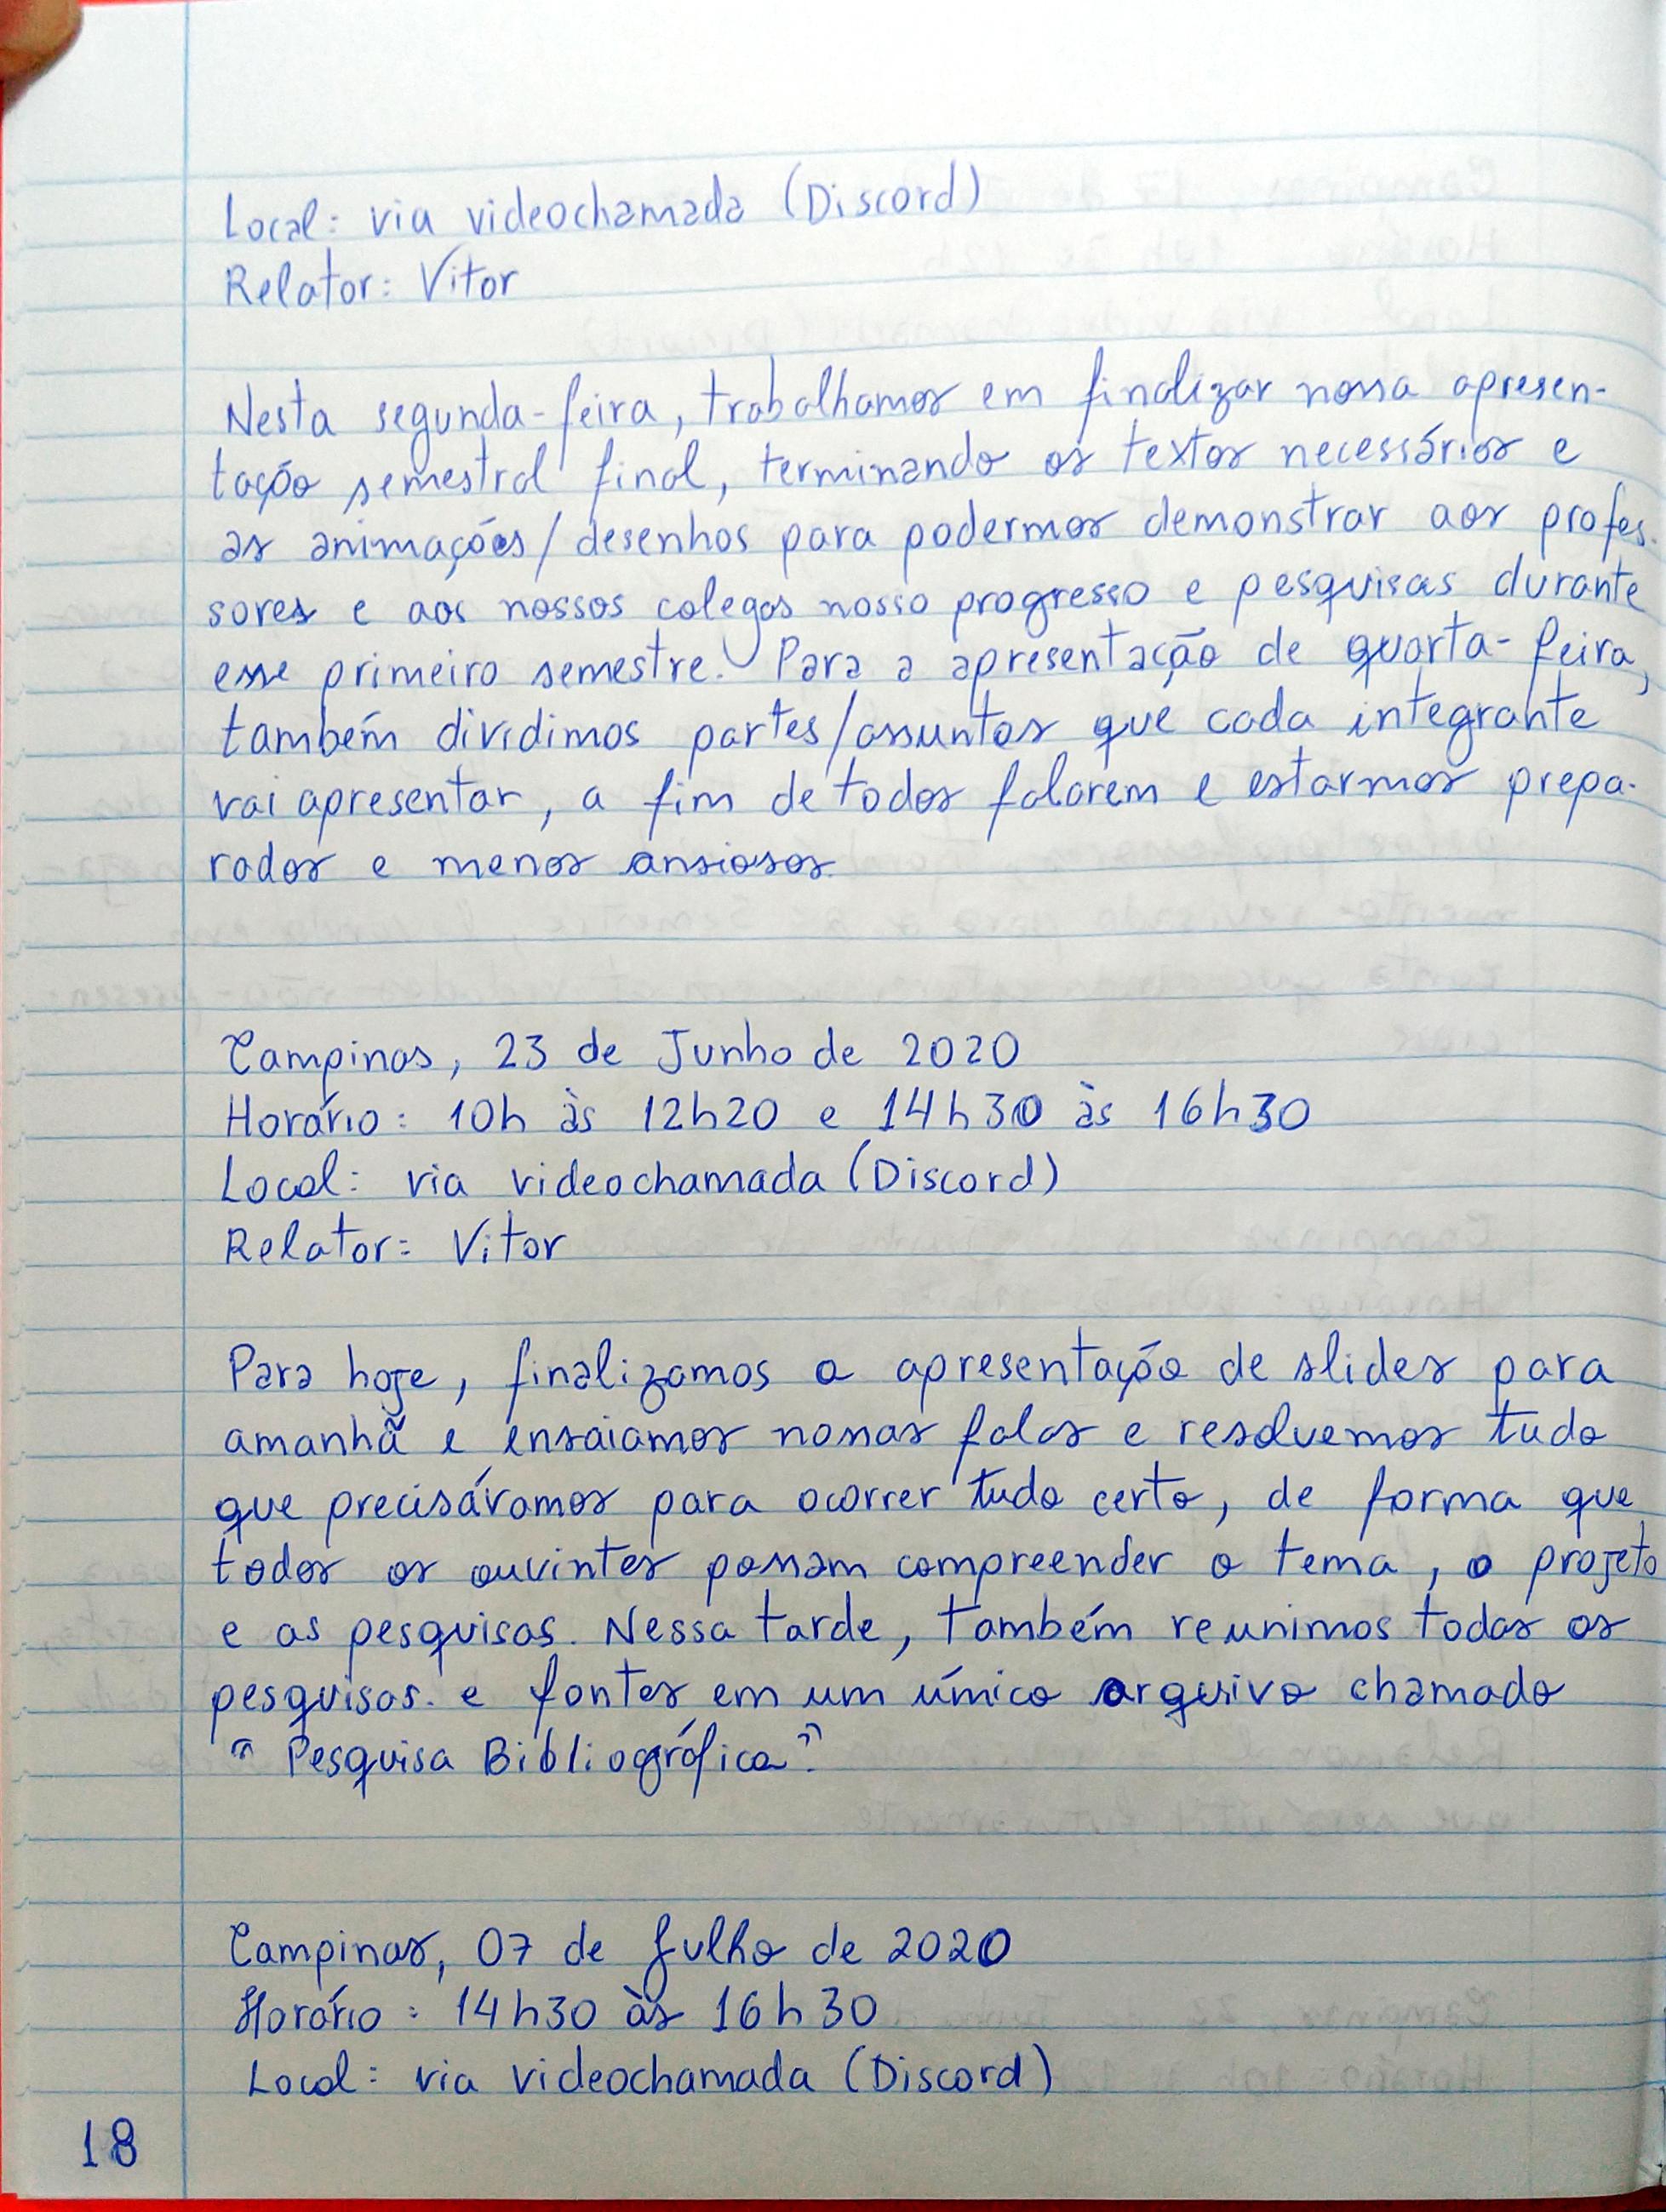 Local: via videochamada (Discord)
Relator: Vitor
Nesta segunda-feira, trabalhamos em finalizar nossa apresen-
tação semestral final, terminando os textos necessários e
as animações/desenhos para podermos demonstrar aos profes-
sores e aos nossos colegas nosso progresso e pesquisas durante
esse primeiro semestre. Para a apresentação de quarta-feira,
também dividimos partes/assuntos que cada integrante
vai apresentar, a fim de todos falarem e estarmos prepa-
rados e menos ansiosos.
Campinas, 23 de Junho de 2020
Horário: 10h às 12h20 e 14h30 às 16h30
Local: via videochamada (Discord)
Relator: Vitor
Para hoje, finalizamos a apresentação de slides para
amanhã e ensaiamos nossas falas e resolvemos tudo
que precisávamos para ocorrer tudo certo, de forma que
todos os ouvintes possam compreender o tema, o projeto
e as pesquisas. Nessa tarde, também reunimos todas as
pesquisas e fontes em um único arquivo chamado
"Pesquisa Bibliográfica".
Campinas, 07 de Julho de 2020
Horário: 14h30 às 16h30
Local: via videochamada (Discord)
18